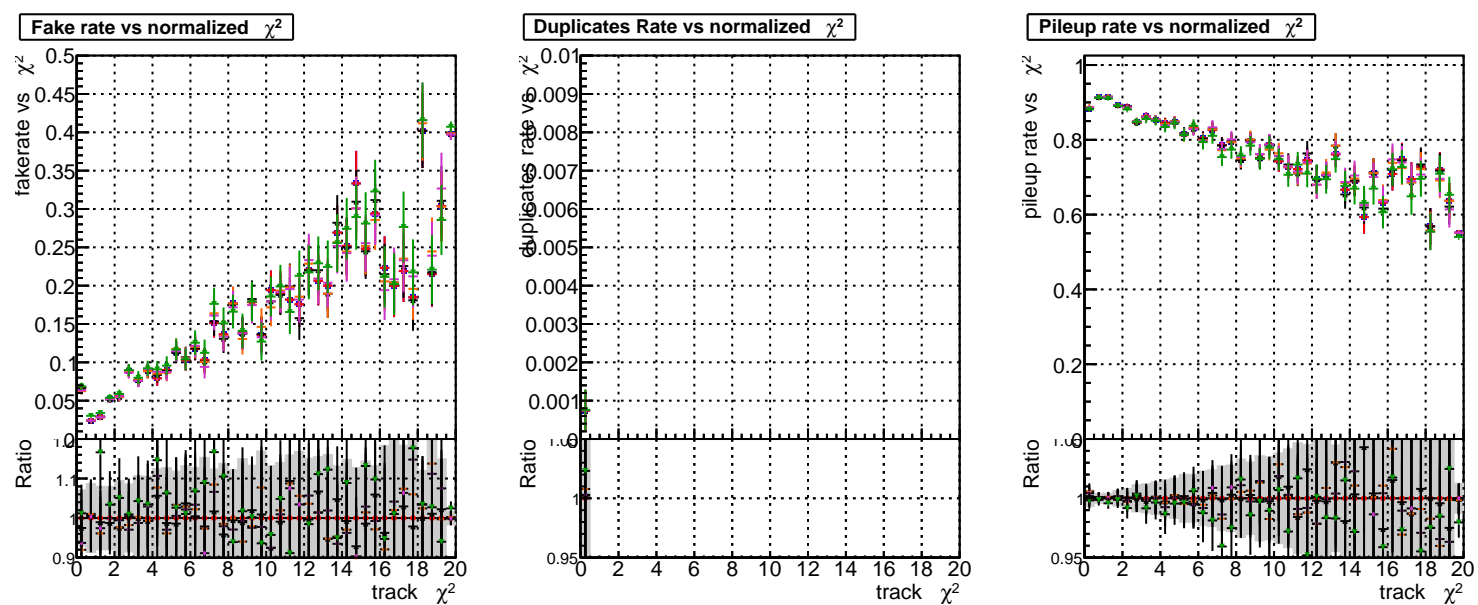 Fake rate vs normalized χ²
fakerate vs χ²
0.5
0.45
0.4
0.35
0.3
0.25
0.2
0.15
0.1
0.05
Ratio
1.1
1
0.9
0 2 4 6 8 10 12 14 16 18 20
track χ²
Duplicates Rate vs normalized χ²
duplicates rate vs χ²
0.01
0.009
0.008
0.007
0.006
0.005
0.004
0.003
0.002
0.001
Ratio
1
0.95
0 2 4 6 8 10 12 14 16 18 20
track χ²
Pileup rate vs normalized χ²
pileup rate vs χ²
1
0.8
0.6
0.4
0.2
Ratio
1
0.95
0 2 4 6 8 10 12 14 16 18 20
track χ²